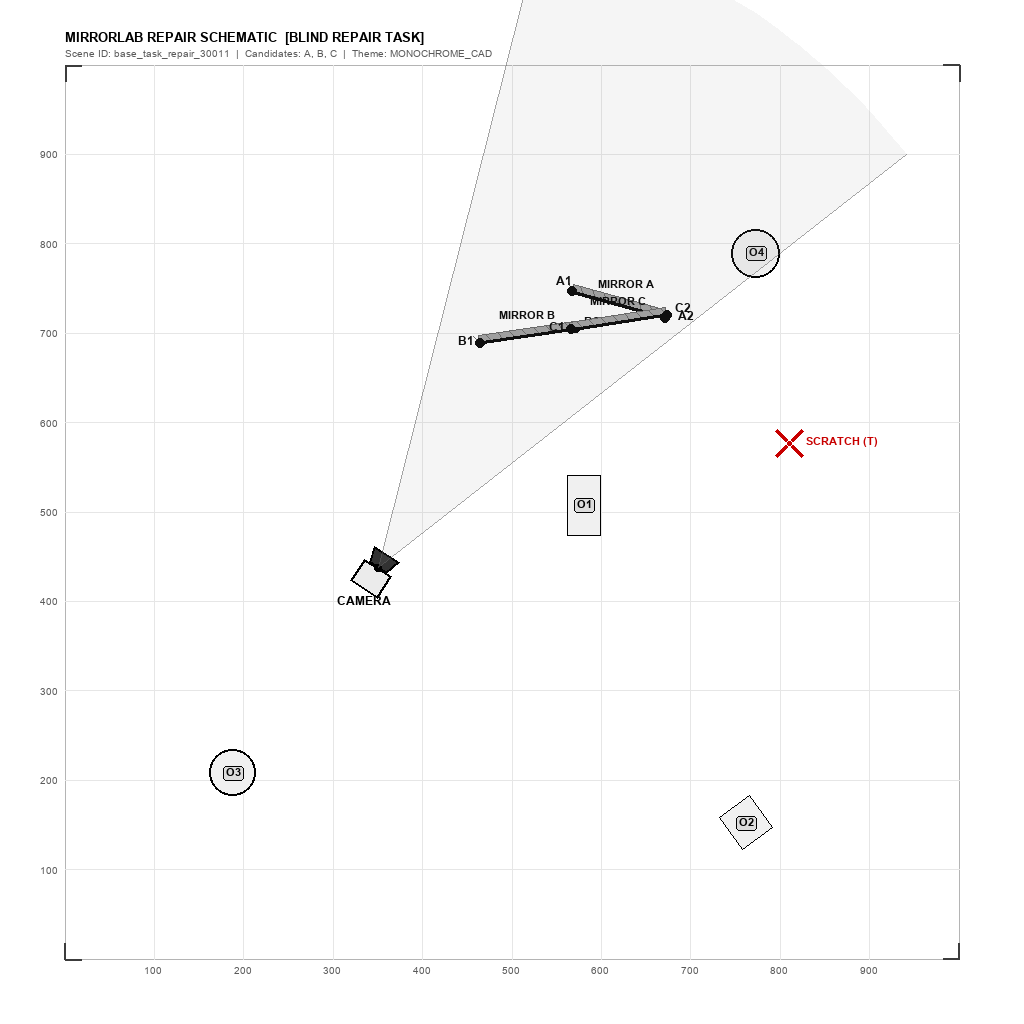 MIRRORLAB REPAIR SCHEMATIC [BLIND REPAIR TASK]
Scene ID: base_task_repair_30011 | Candidates: A, B, C | Theme: MONOCHROME_CAD
900
O4
A1
MIRROR A
800
MIRROR C
C2
MIRROR B
A2
C1
700
B1
600
SCRATCH (T)
O1
500
CAMERA
400
300
O3
200
O2
100
100 200 300 400 500 600 700 800 900